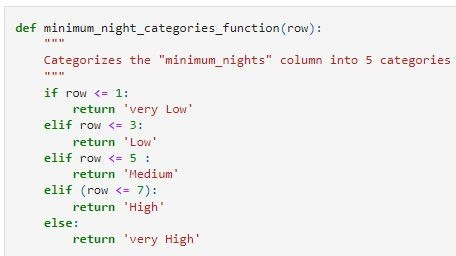 def minimum_night_categories_function(row):
    """
    Categorizes the "minimum_nights" column into 5 categories
    """
    if row <= 1:
        return 'very Low'
    elif row <= 3:
        return 'Low'
    elif row <= 5 :
        return 'Medium'
    elif (row <= 7):
        return 'High'
    else:
        return 'very High'